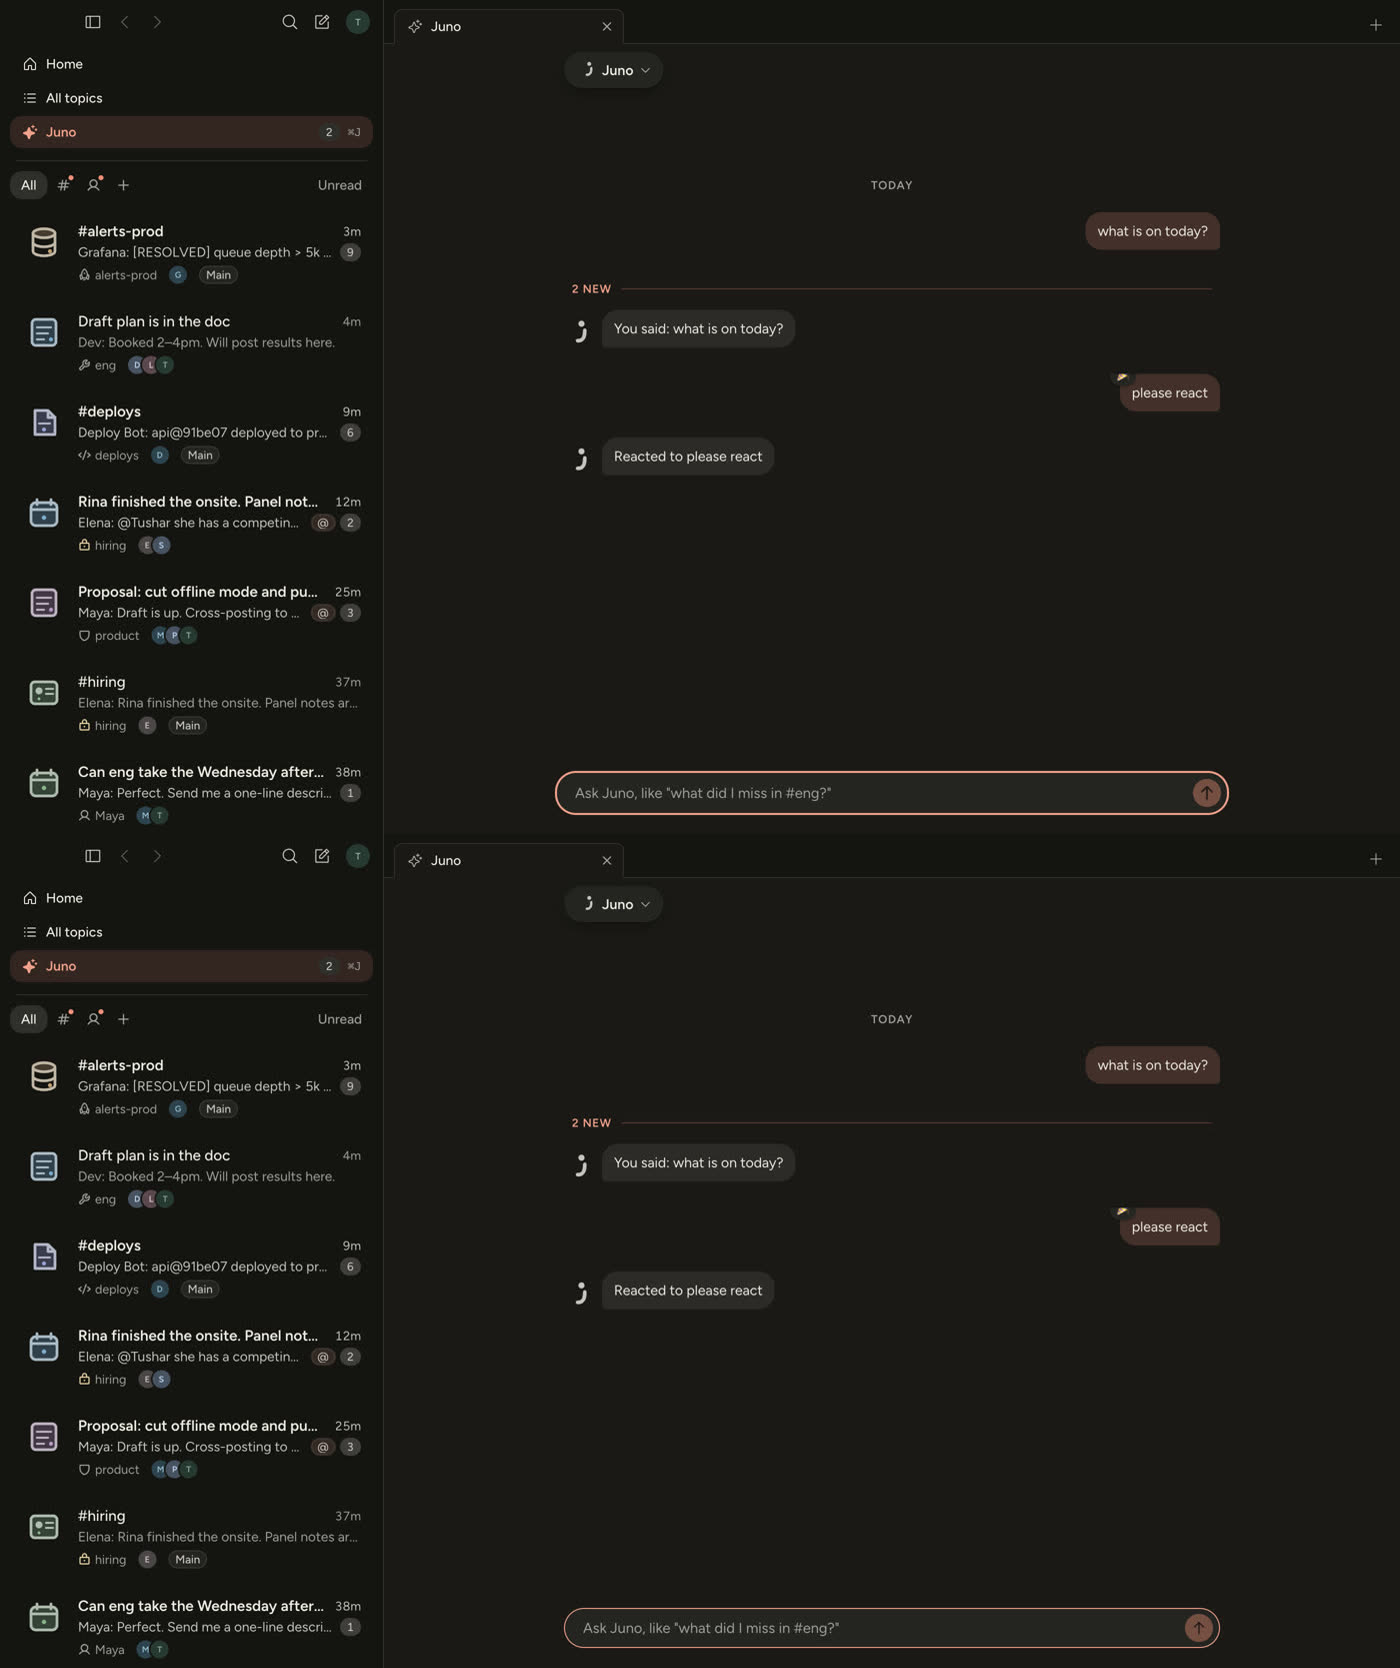 T
Juno
Home
All topics
Juno 2 ⌘J
All Unread
#alerts-prod 3m
Grafana: [RESOLVED] queue depth > 5k ... 9
alerts-prod G Main
Draft plan is in the doc 4m
Dev: Booked 2–4pm. Will post results here.
eng D L T
#deploys 9m
Deploy Bot: api@91be07 deployed to pr... 6
deploys D Main
Rina finished the onsite. Panel not... 12m
Elena: @Tushar she has a competin... @ 2
hiring E S
Proposal: cut offline mode and pu... 25m
Maya: Draft is up. Cross-posting to ... @ 3
product M P T
#hiring 37m
Elena: Rina finished the onsite. Panel notes ar...
hiring E Main
Can eng take the Wednesday after... 38m
Maya: Perfect. Send me a one-line descri... 1
Maya M T
Juno
TODAY
what is on today?
2 NEW
You said: what is on today?
please react
Reacted to please react
Ask Juno, like "what did I miss in #eng?"
T
Juno
Home
All topics
Juno 2 ⌘J
All Unread
#alerts-prod 3m
Grafana: [RESOLVED] queue depth > 5k ... 9
alerts-prod G Main
Draft plan is in the doc 4m
Dev: Booked 2–4pm. Will post results here.
eng D L T
#deploys 9m
Deploy Bot: api@91be07 deployed to pr... 6
deploys D Main
Rina finished the onsite. Panel not... 12m
Elena: @Tushar she has a competin... @ 2
hiring E S
Proposal: cut offline mode and pu... 25m
Maya: Draft is up. Cross-posting to ... @ 3
product M P T
#hiring 37m
Elena: Rina finished the onsite. Panel notes ar...
hiring E Main
Can eng take the Wednesday after... 38m
Maya: Perfect. Send me a one-line descri... 1
Maya M T
Juno
TODAY
what is on today?
2 NEW
You said: what is on today?
please react
Reacted to please react
Ask Juno, like "what did I miss in #eng?"